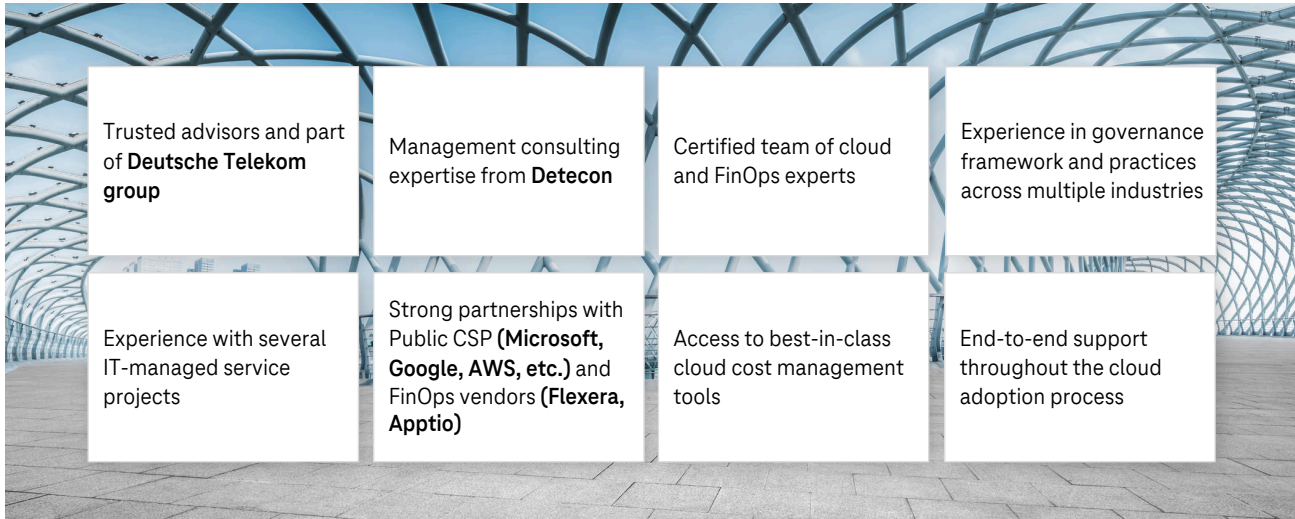 Trusted advisors and part
of Deutsche Telekom
group
Management consulting
expertise from Detecon
Certified team of cloud
and FinOps experts
Experience in governance
framework and practices
across multiple industries
Experience with several
IT-managed service
projects
Strong partnerships with
Public CSP (Microsoft,
Google, AWS, etc.) and
FinOps vendors (Flexera,
Apptio)
Access to best-in-class
cloud cost management
tools
End-to-end support
throughout the cloud
adoption process